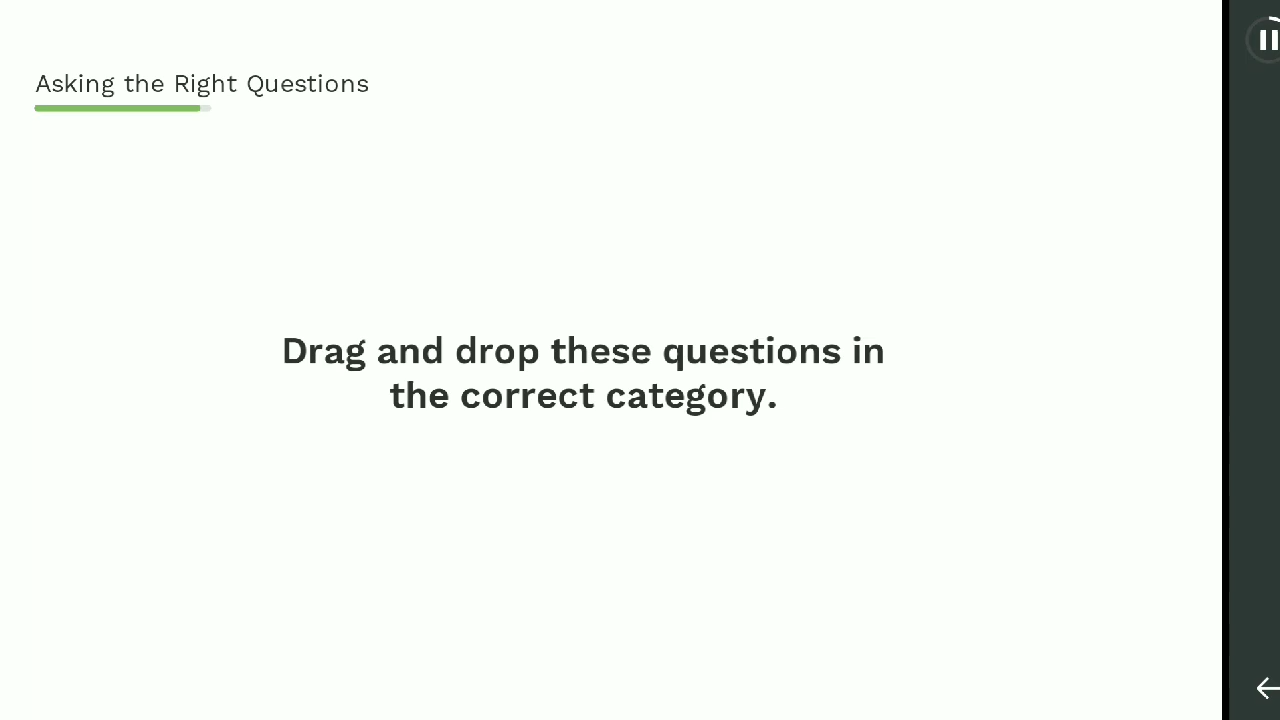 Asking the Right Questions
Drag and drop these questions in
the correct category.